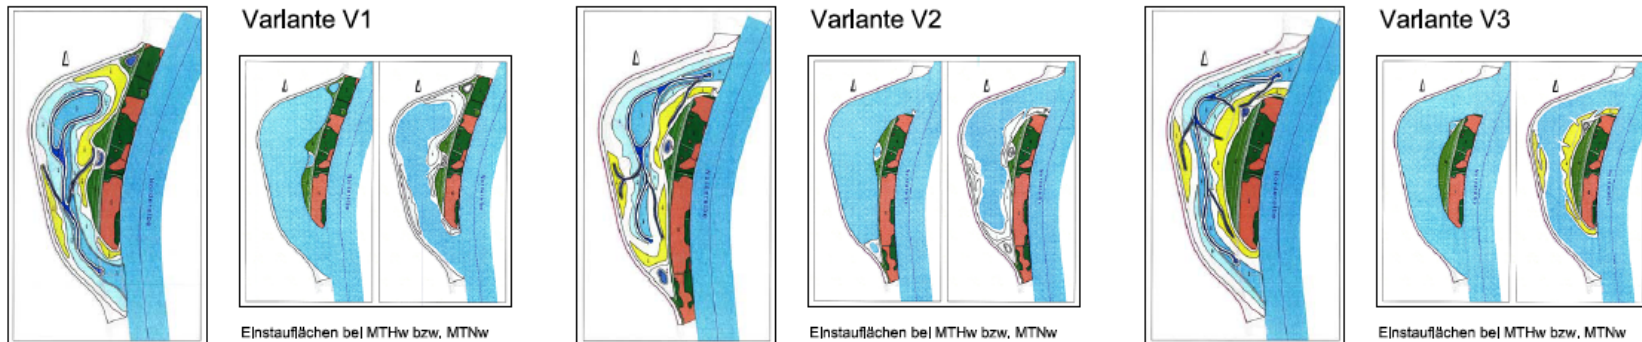 Variante V1
Einstauflächen bei MTHw bzw. MTNw
Variante V2
Einstauflächen bei MTHw bzw. MTNw
Variante V3
Einstauflächen bei MTHw bzw. MTNw